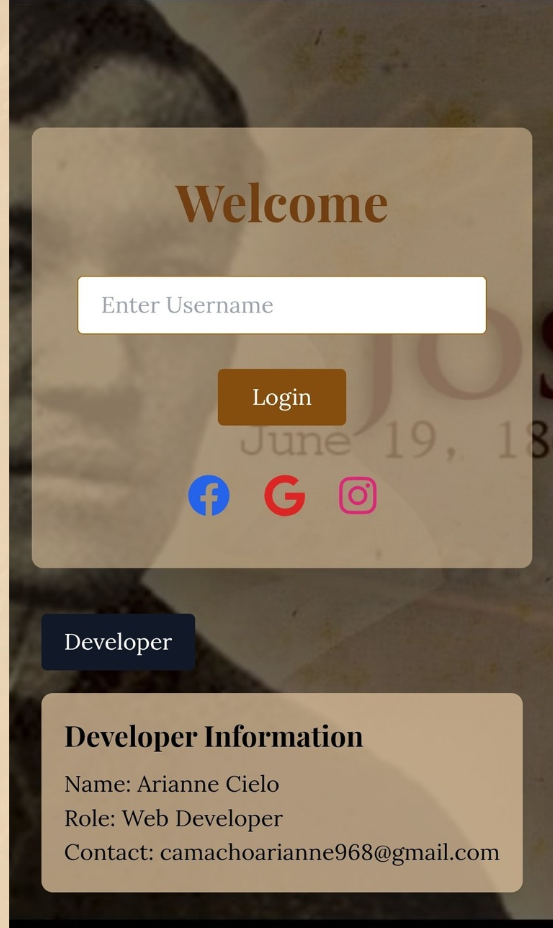 Welcome
Enter Username
Login
June 19, 18
Developer
Developer Information
Name: Arianne Cielo
Role: Web Developer
Contact: camachoarianne968@gmail.com